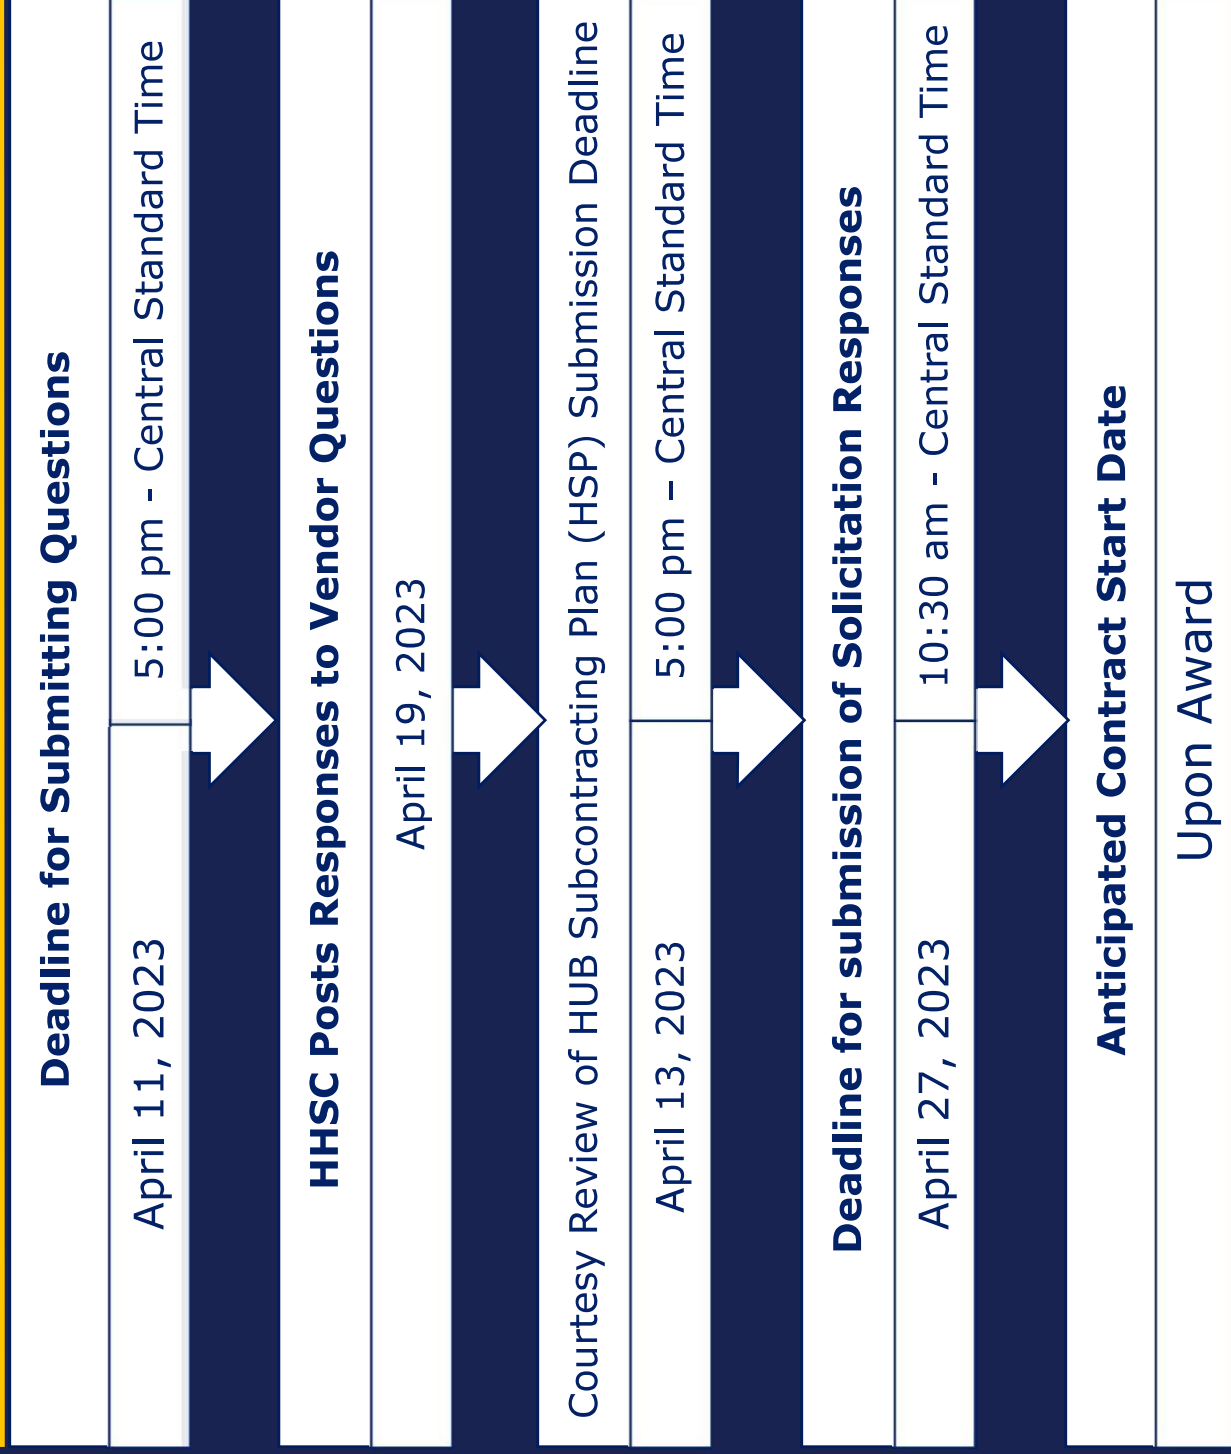 Deadline for Submitting Questions
April 11, 2023 5:00 pm - Central Standard Time
HHSC Posts Responses to Vendor Questions
April 19, 2023
Courtesy Review of HUB Subcontracting Plan (HSP) Submission Deadline
April 13, 2023 5:00 pm – Central Standard Time
Deadline for submission of Solicitation Responses
April 27, 2023 10:30 am - Central Standard Time
Anticipated Contract Start Date
Upon Award